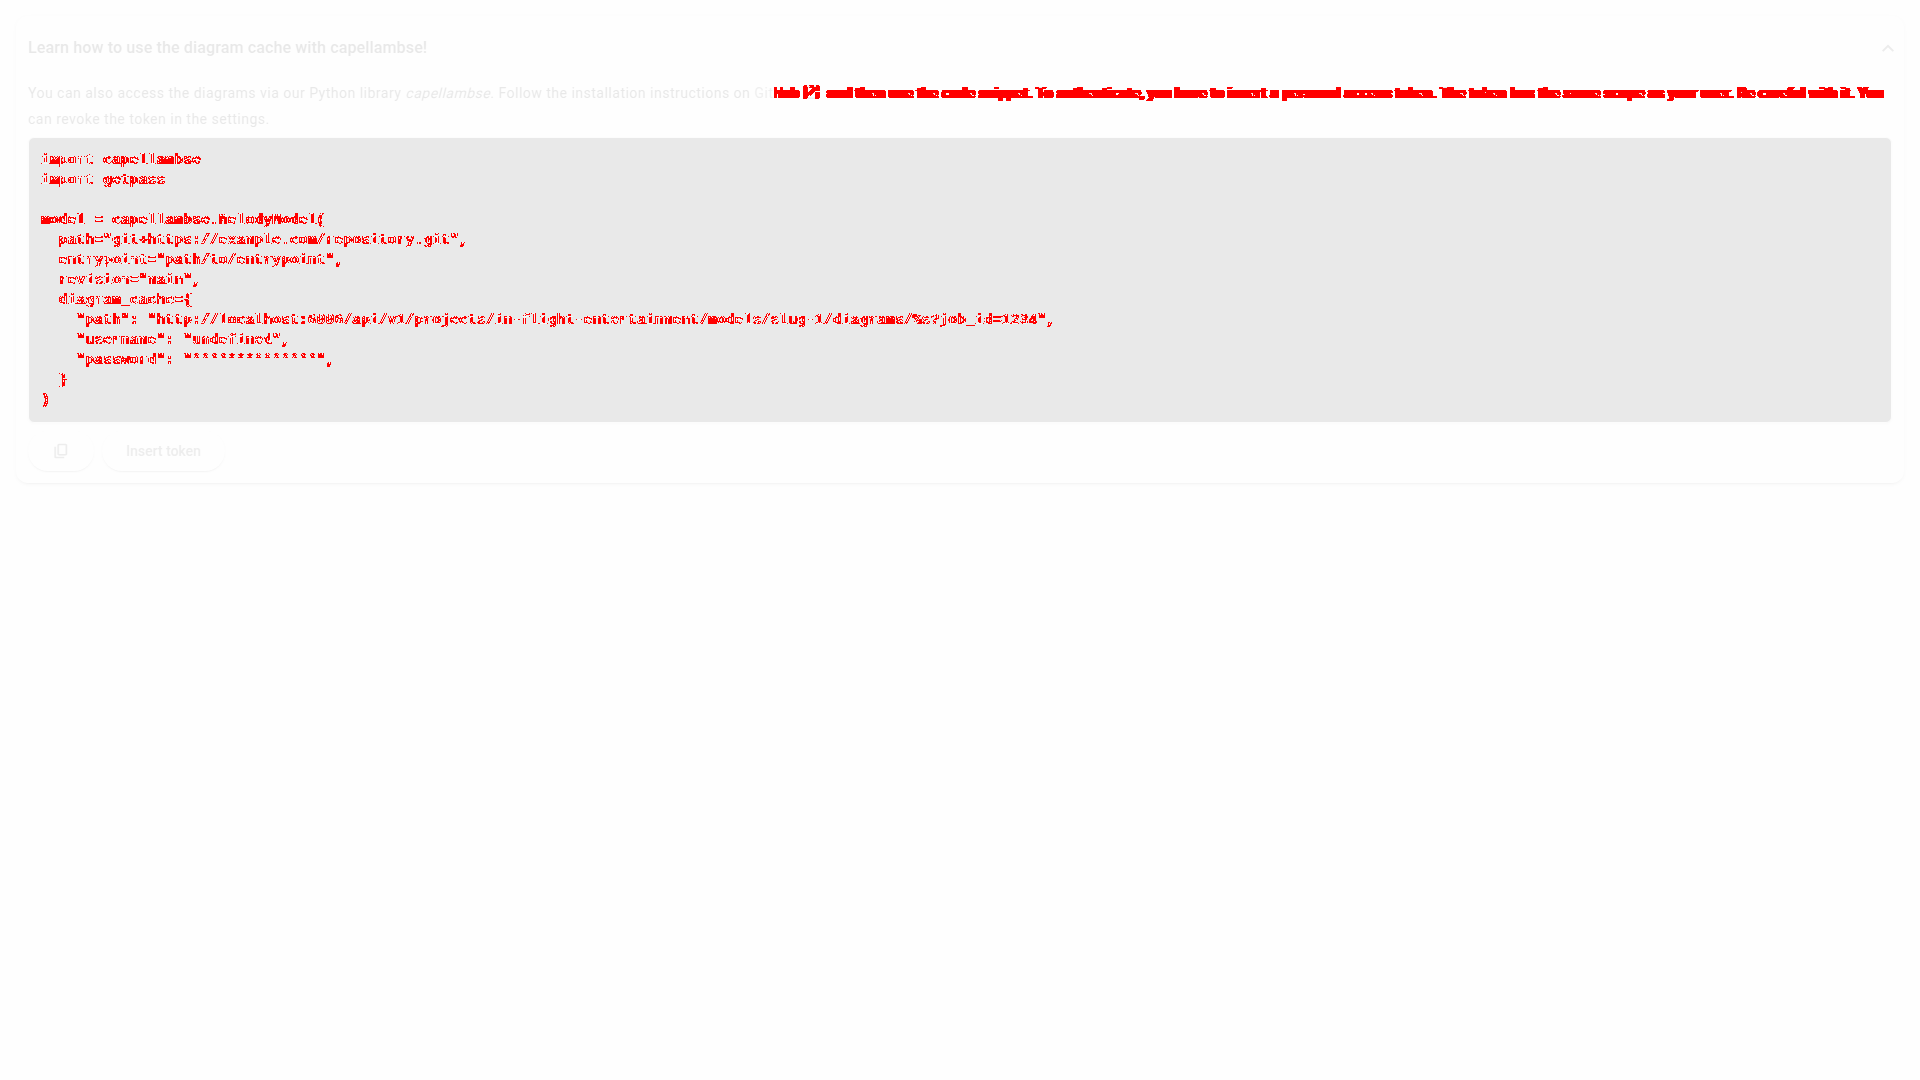 Learn how to use the diagram cache with capellambse!
You can also access the diagrams via our Python library capellambse. Follow the installation instructions on GitHub and then use the code snippet. To authenticate, you have to insert a personal access token. The token has the same scope as your user. Be careful with it. You
can revoke the token in the settings.
import capellambse
import getpass
model = capellambse.MelodyModel(
path="git+https://example.com/repository.git",
entrypoint="path/to/entrypoint",
revision="main",
diagram_cache={
"path": "http://localhost:6006/api/v1/projects/in-flight-entertainment/models/slug-1/diagrams/%s?job_id=1234",
"username": "undefined",
"password": "***************",
}
)
Insert token